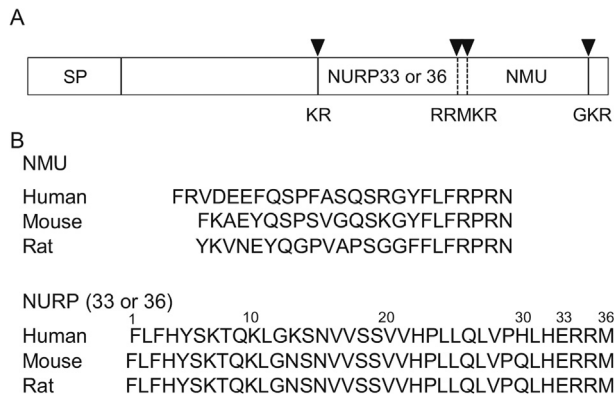 A
SP NURP33 or 36 NMU
KR RRMKR GKR
B
NMU
Human FRVDEEFQSPFASQSRGYFLFRPRN
Mouse FKAEYQSPSVGQSKGYFLFRPRN
Rat YKVNEYQGPVAPSGGFFLFRPRN
NURP (33 or 36)
1 10 20 30 33 36
Human FLFHYSKTQKLGKSNVVSSVVHPLLQLVPHLHERRM
Mouse FLFHYSKTQKLGNSNVVSSVVHPLLQLVPQLHERRM
Rat FLFHYSKTQKLGNSNVVSSVVHPLLQLVPQLHERRM